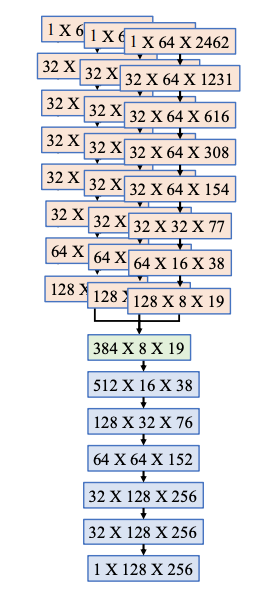 1 X 6 1 X 6 1 X 64 X 2462
32 X 32 X 32 X 64 X 1231
32 X 32 X 32 X 64 X 616
32 X 32 X 32 X 64 X 308
32 X 32 X 32 X 64 X 154
32 X 32 X 32 X 32 X 77
64 X 64 X 64 X 16 X 38
128 X 128 X 128 X 8 X 19
384 X 8 X 19
512 X 16 X 38
128 X 32 X 76
64 X 64 X 152
32 X 128 X 256
32 X 128 X 256
1 X 128 X 256